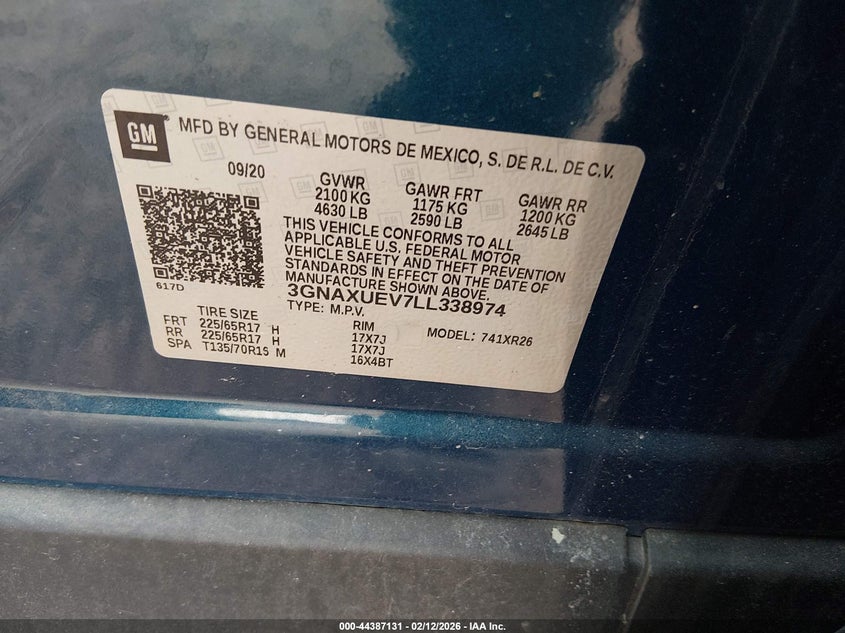 GM
MFD BY GENERAL MOTORS DE MEXICO, S. DE R.L. DE C.V.
09/20
GVWR GAWR FRT GAWR RR
2100 KG 1175 KG 1200 KG
4630 LB 2590 LB 2645 LB
THIS VEHICLE CONFORMS TO ALL
APPLICABLE U.S. FEDERAL MOTOR
VEHICLE SAFETY AND THEFT PREVENTION
STANDARDS IN EFFECT ON THE DATE OF
MANUFACTURE SHOWN ABOVE.
617D
3GNAXUEV7LL338974
TYPE: M.P.V.
TIRE SIZE RIM MODEL: 741XR26
FRT 225/65R17 H 17X7J
RR 225/65R17 H 17X7J
SPA T135/70R16 M 16X4BT
000-44387131 - 02/12/2026 - IAA Inc.